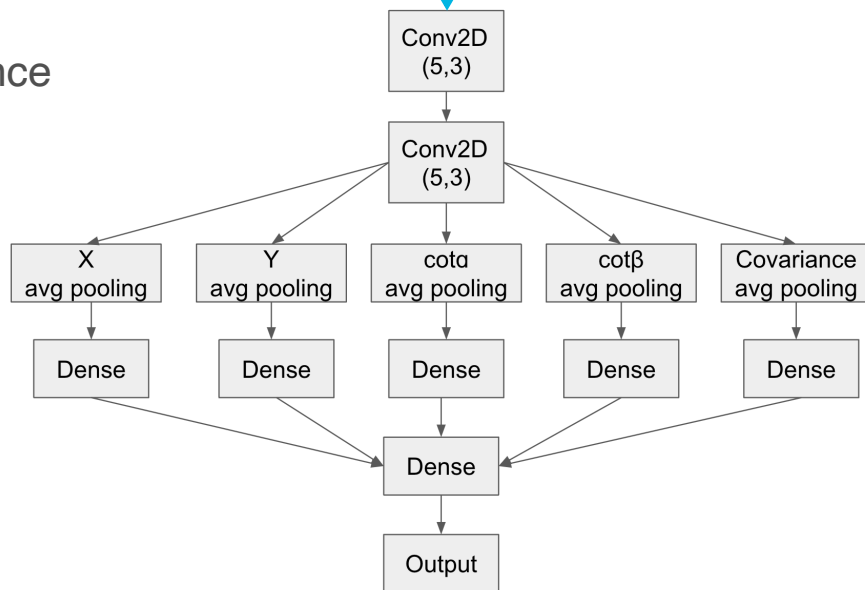 Conv2D
(5,3)
nce
Conv2D
(5,3)
X
avg pooling
Y
avg pooling
cotα
avg pooling
cotβ
avg pooling
Covariance
avg pooling
Dense
Dense
Dense
Dense
Dense
Dense
Output